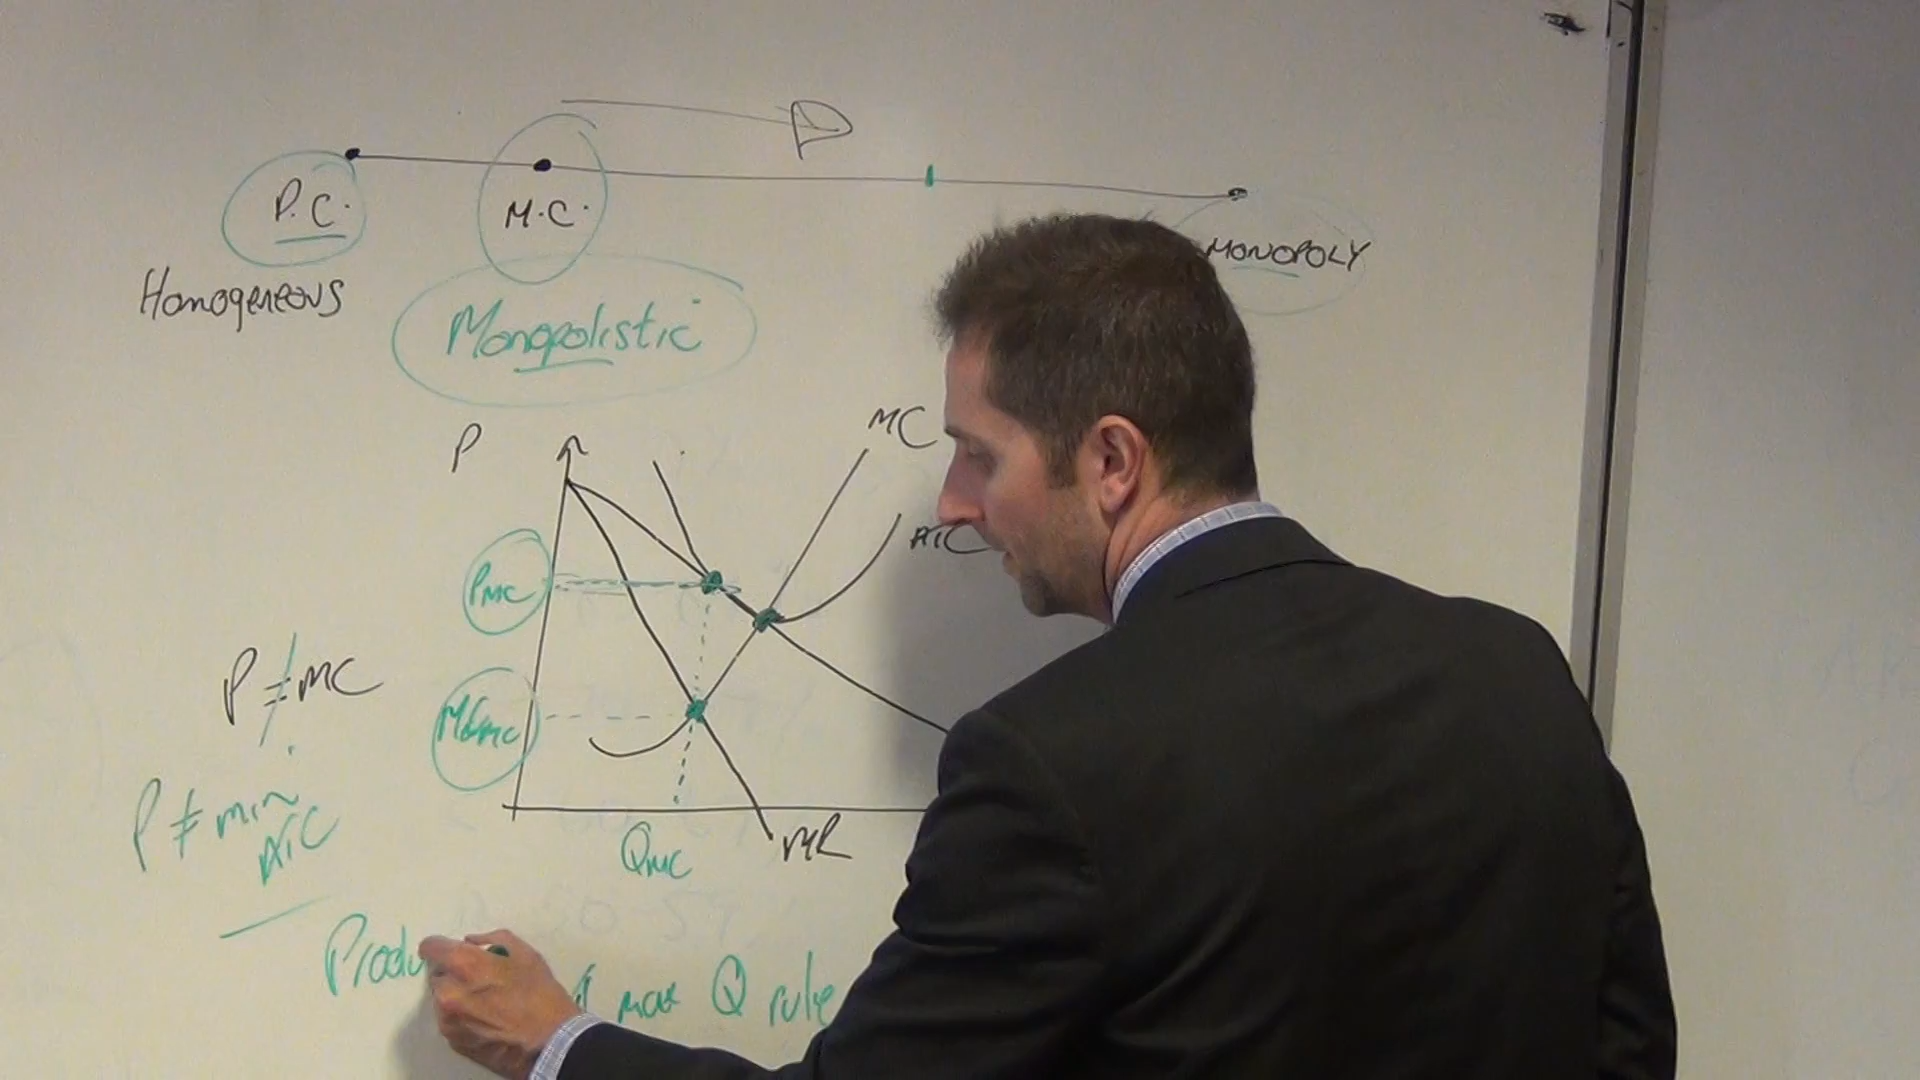 P.C.
M.C.
MONOPOLY
Homogeneous
Monopolistic
P
MC
ATC
PMC
P ≠ MC
MCMC
P ≠ min
ATC
QMC
MR
Produ
max Q rule